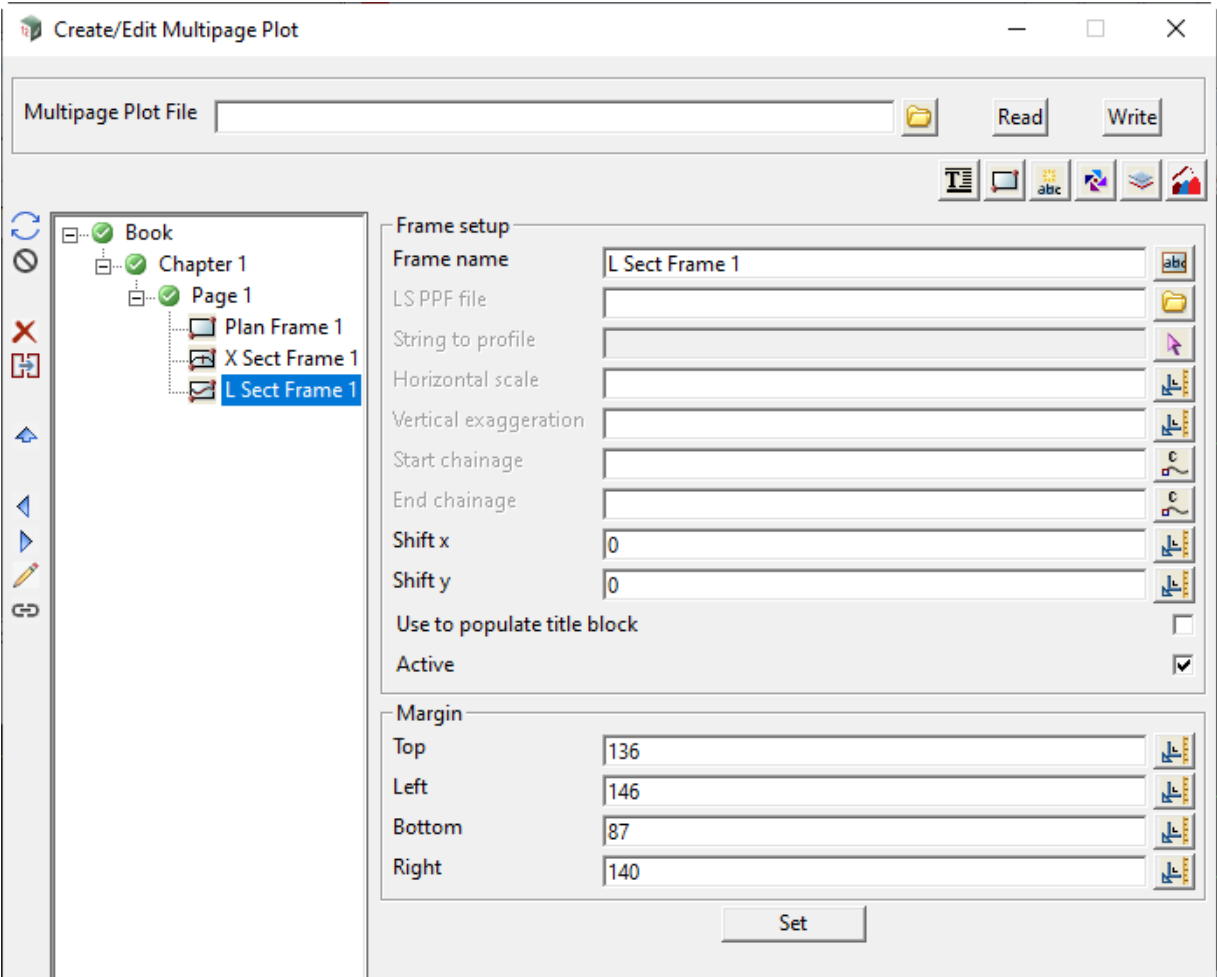 Create/Edit Multipage Plot
Multipage Plot File
Read
Write
Book
Chapter 1
Page 1
Plan Frame 1
X Sect Frame 1
L Sect Frame 1
Frame setup
Frame name
L Sect Frame 1
LS PPF file
String to profile
Horizontal scale
Vertical exaggeration
Start chainage
End chainage
Shift x
0
Shift y
0
Use to populate title block
Active
Margin
Top
136
Left
146
Bottom
87
Right
140
Set